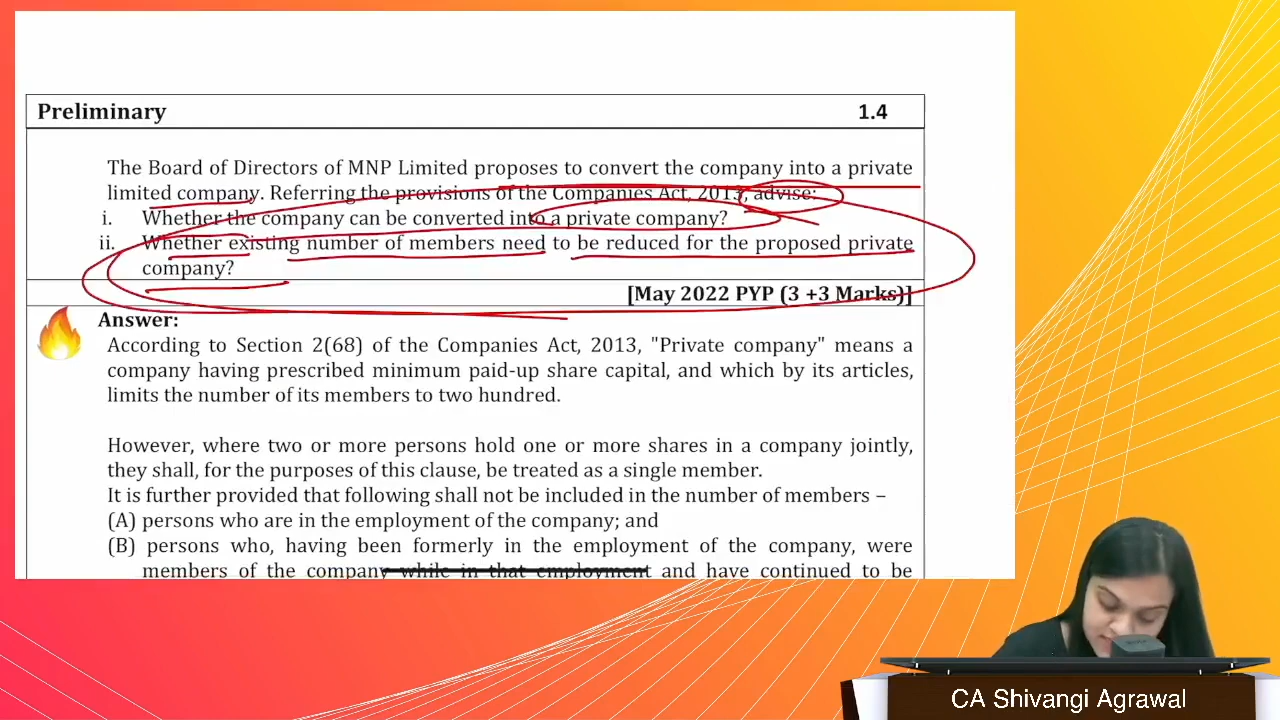 Preliminary 1.4
The Board of Directors of MNP Limited proposes to convert the company into a private
limited company. Referring the provisions of the Companies Act, 2013, advise:
i. Whether the company can be converted into a private company?
ii. Whether existing number of members need to be reduced for the proposed private
company?
[May 2022 PYP (3 +3 Marks)]
Answer:
According to Section 2(68) of the Companies Act, 2013, "Private company" means a
company having prescribed minimum paid-up share capital, and which by its articles,
limits the number of its members to two hundred.
However, where two or more persons hold one or more shares in a company jointly,
they shall, for the purposes of this clause, be treated as a single member.
It is further provided that following shall not be included in the number of members –
(A) persons who are in the employment of the company; and
(B) persons who, having been formerly in the employment of the company, were
members of the company while in that employment and have continued to be
CA Shivangi Agrawal